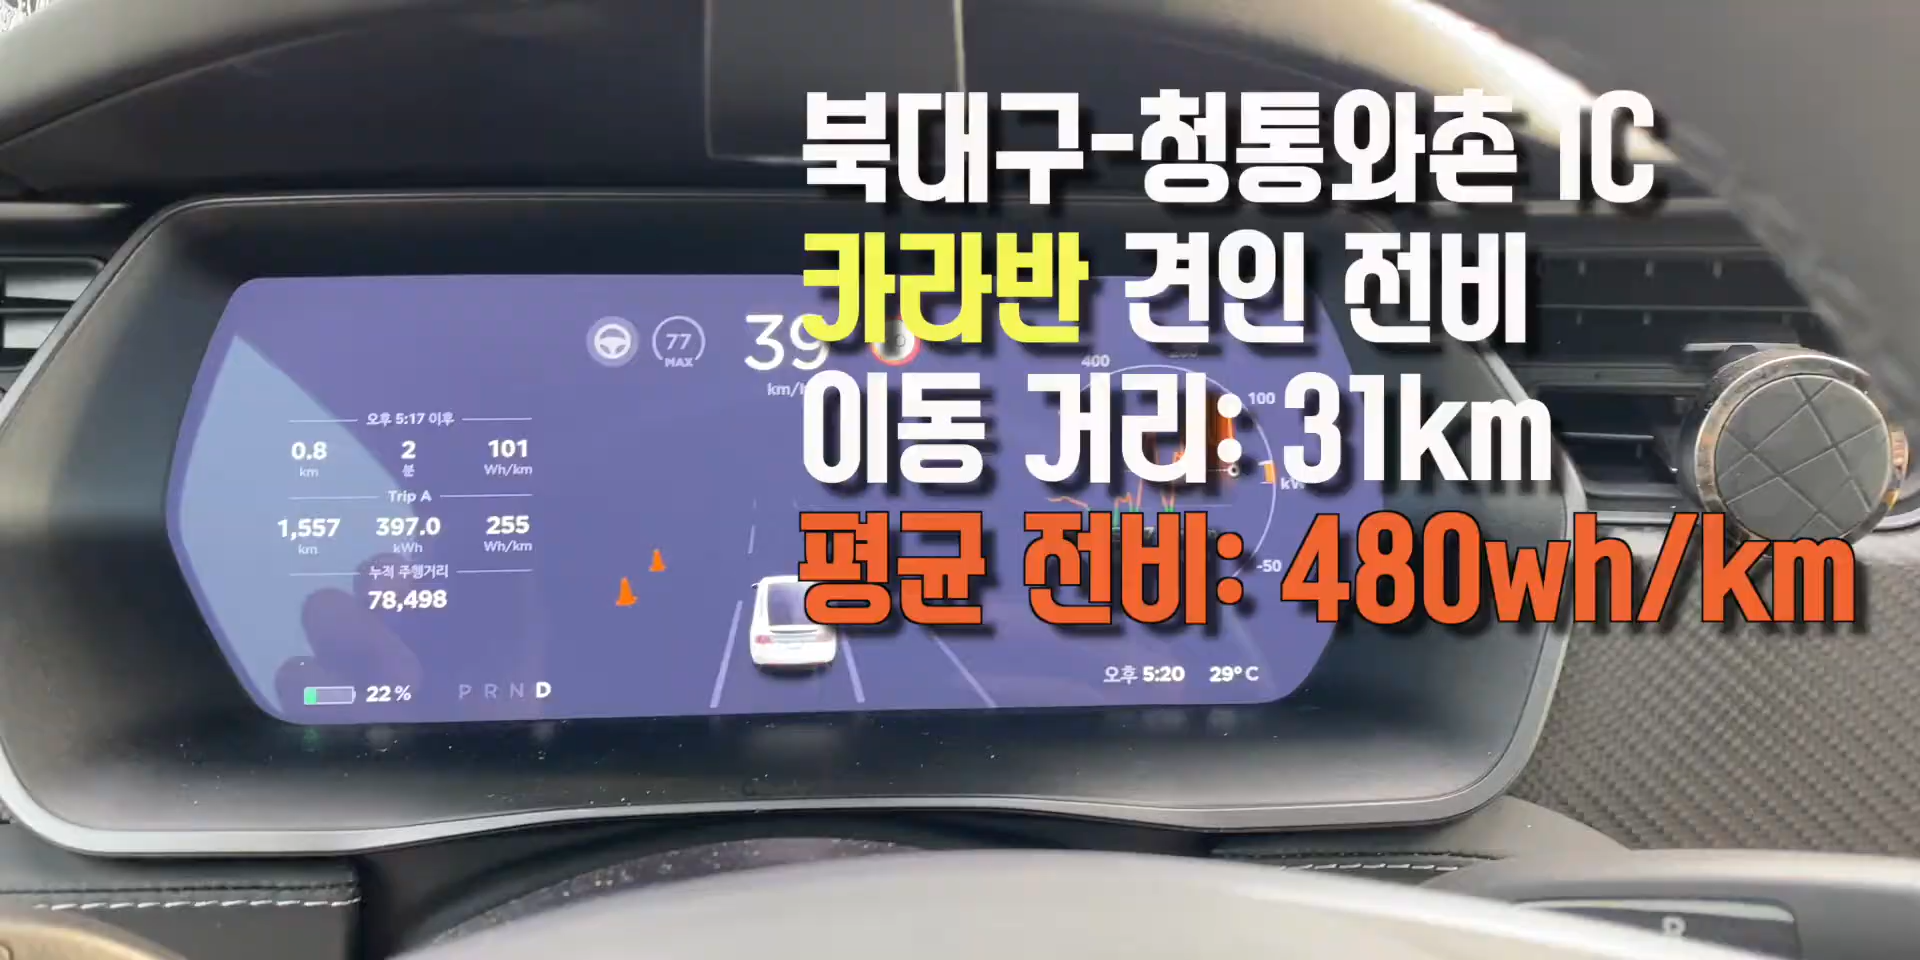 북대구-청통와촌 IC
카라반 견인 전비
이동 거리: 31km
평균 전비: 480wh/km
77
MAX
39
km/h
400
100
kW
-50
오후 5:17 이후
0.8 2 101
km 분 Wh/km
Trip A
1,557 397.0 255
km kWh Wh/km
누적 주행거리
78,498
22 % P R N D
오후 5:20 29°C